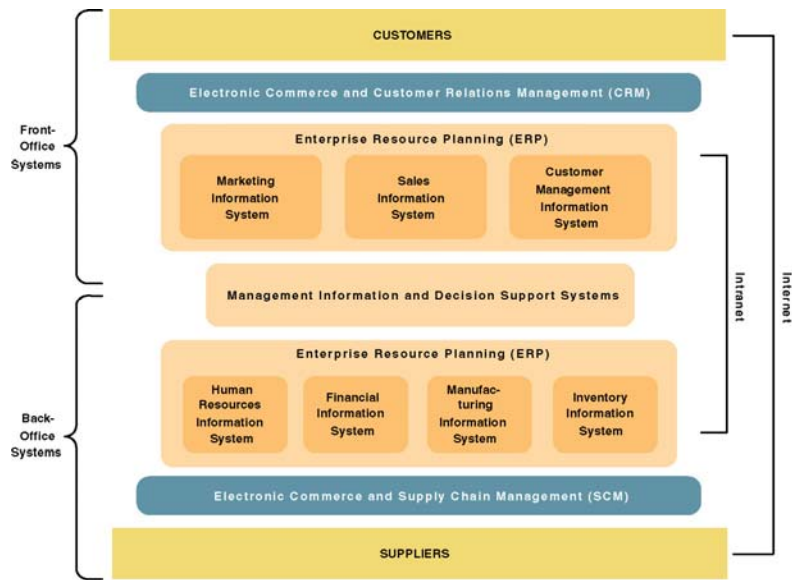 CUSTOMERS
Electronic Commerce and Customer Relations Management (CRM)
Front-
Office
Systems
Enterprise Resource Planning (ERP)
Marketing
Information
System
Sales
Information
System
Customer
Management
Information
System
Management Information and Decision Support Systems
Intranet
Internet
Enterprise Resource Planning (ERP)
Human
Resources
Information
System
Financial
Information
System
Manufac-
turing
Information
System
Inventory
Information
System
Back-
Office
Systems
Electronic Commerce and Supply Chain Management (SCM)
SUPPLIERS